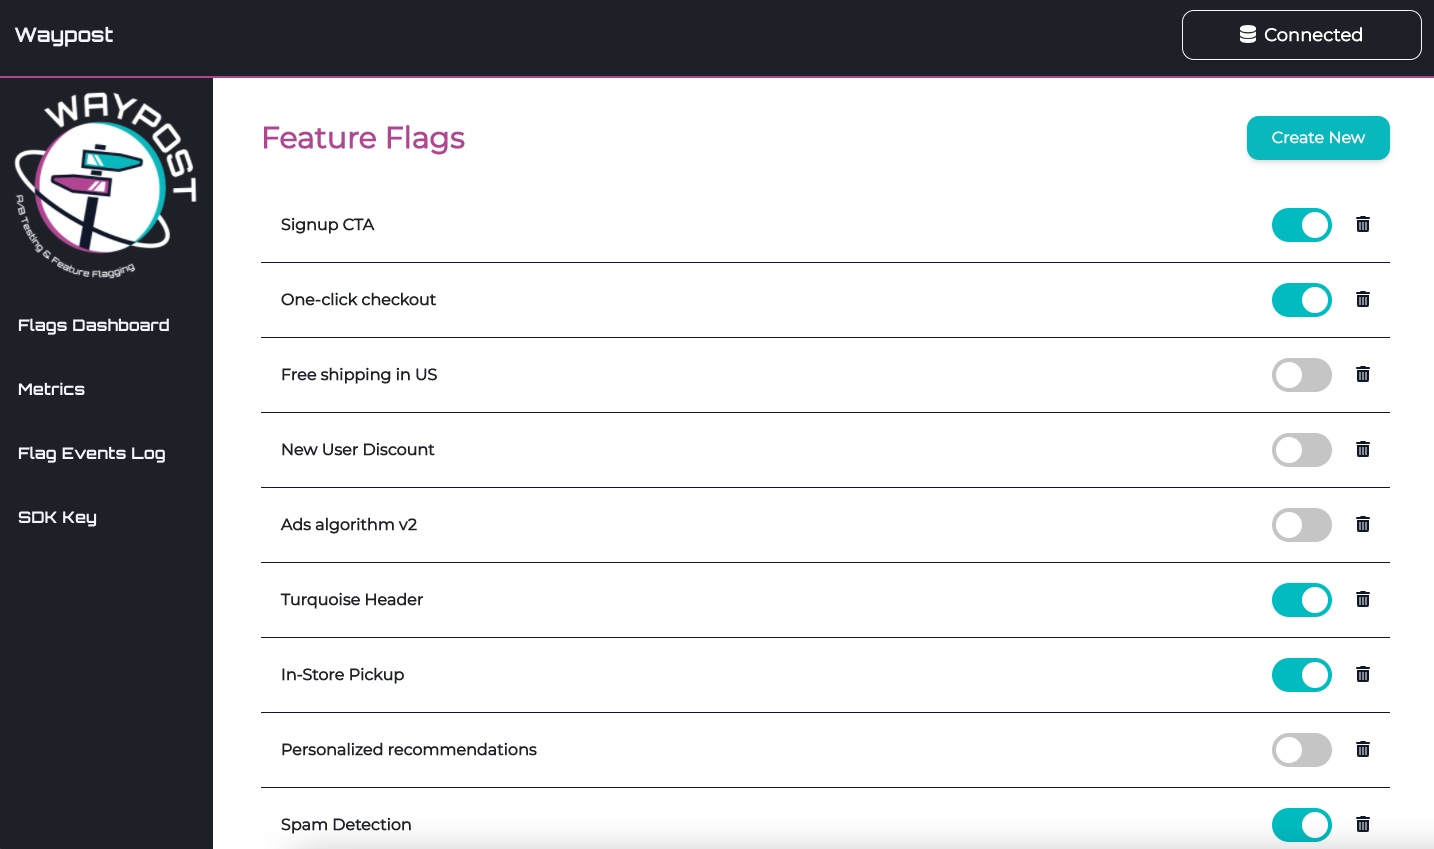 Waypost
Connected
WAYPOST
A/B Testing & Feature Flagging
Flags Dashboard
Metrics
Flag Events Log
SDK Key
Feature Flags
Create New
Signup CTA
One-click checkout
Free shipping in US
New User Discount
Ads algorithm v2
Turquoise Header
In-Store Pickup
Personalized recommendations
Spam Detection